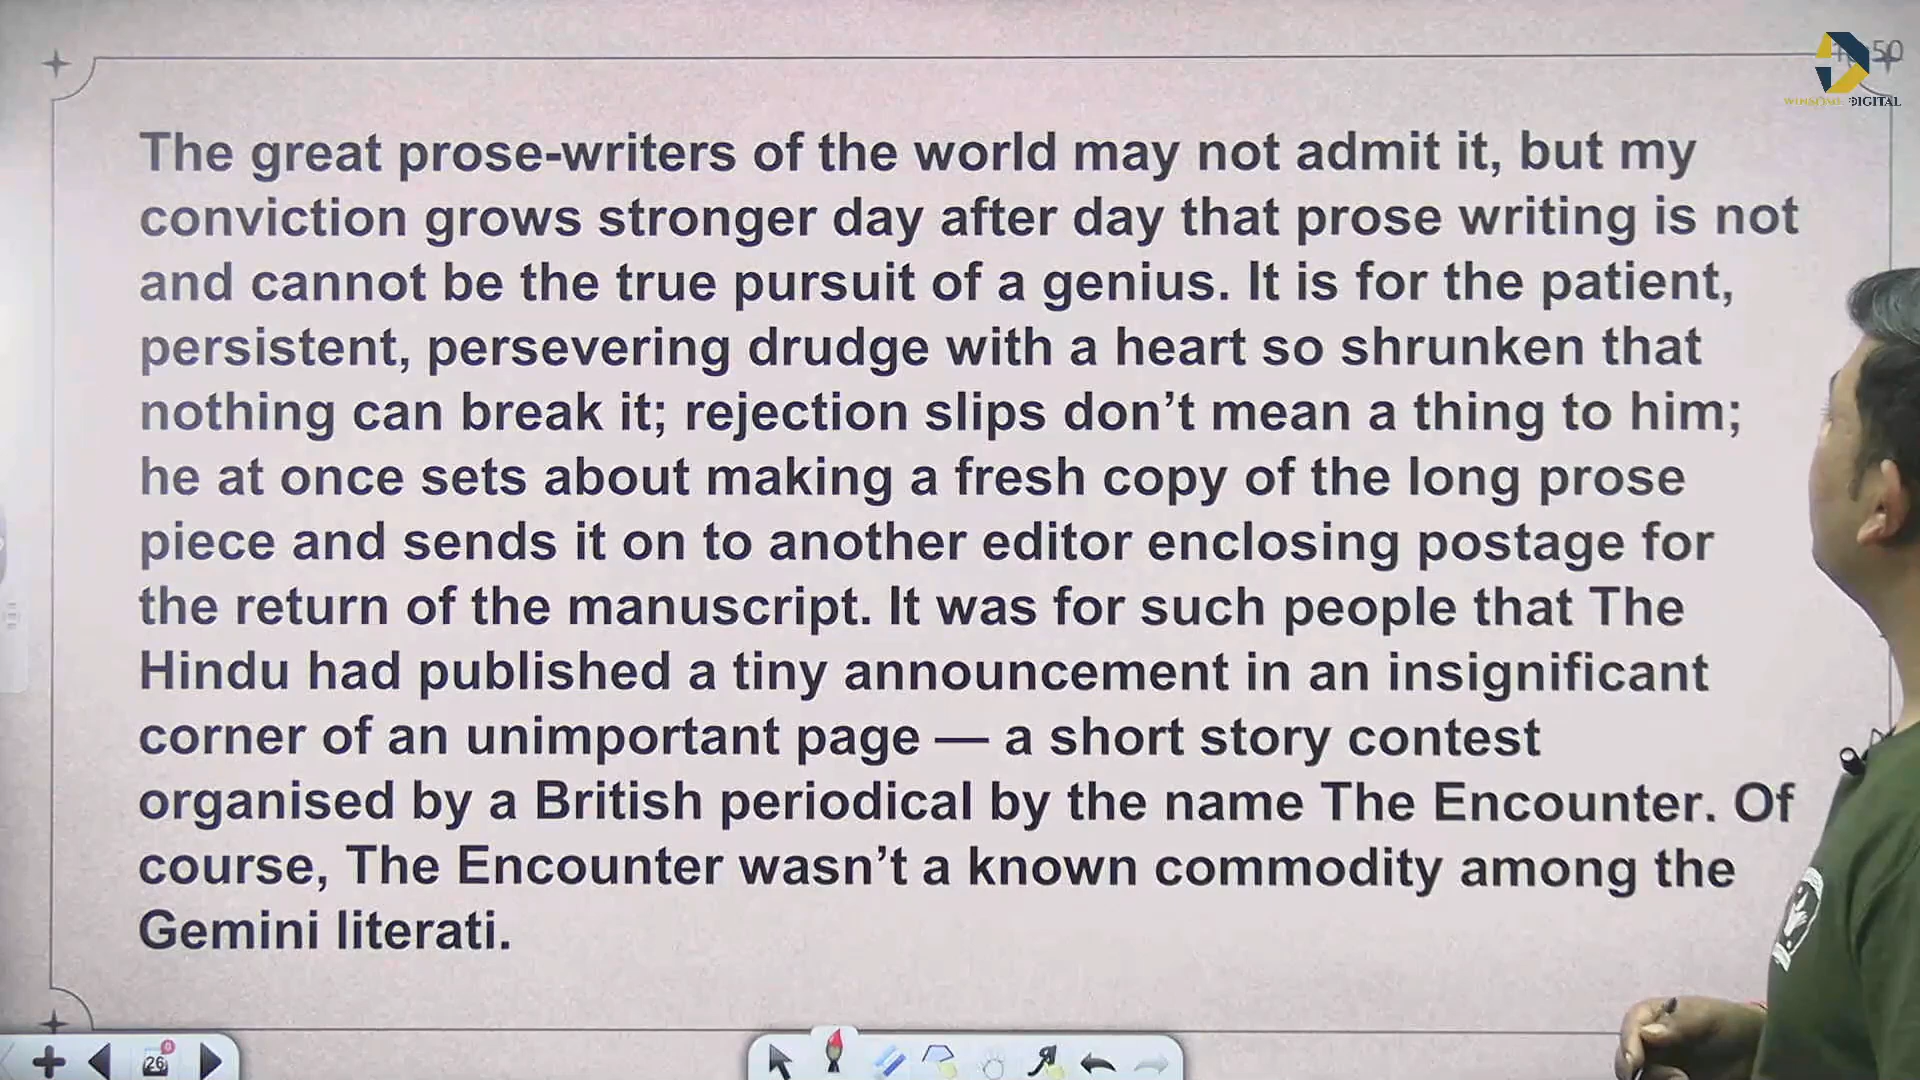 The great prose-writers of the world may not admit it, but my
conviction grows stronger day after day that prose writing is not
and cannot be the true pursuit of a genius. It is for the patient,
persistent, persevering drudge with a heart so shrunken that
nothing can break it; rejection slips don’t mean a thing to him;
he at once sets about making a fresh copy of the long prose
piece and sends it on to another editor enclosing postage for
the return of the manuscript. It was for such people that The
Hindu had published a tiny announcement in an insignificant
corner of an unimportant page — a short story contest
organised by a British periodical by the name The Encounter. Of
course, The Encounter wasn’t a known commodity among the
Gemini literati.
50
DIGITAL
26